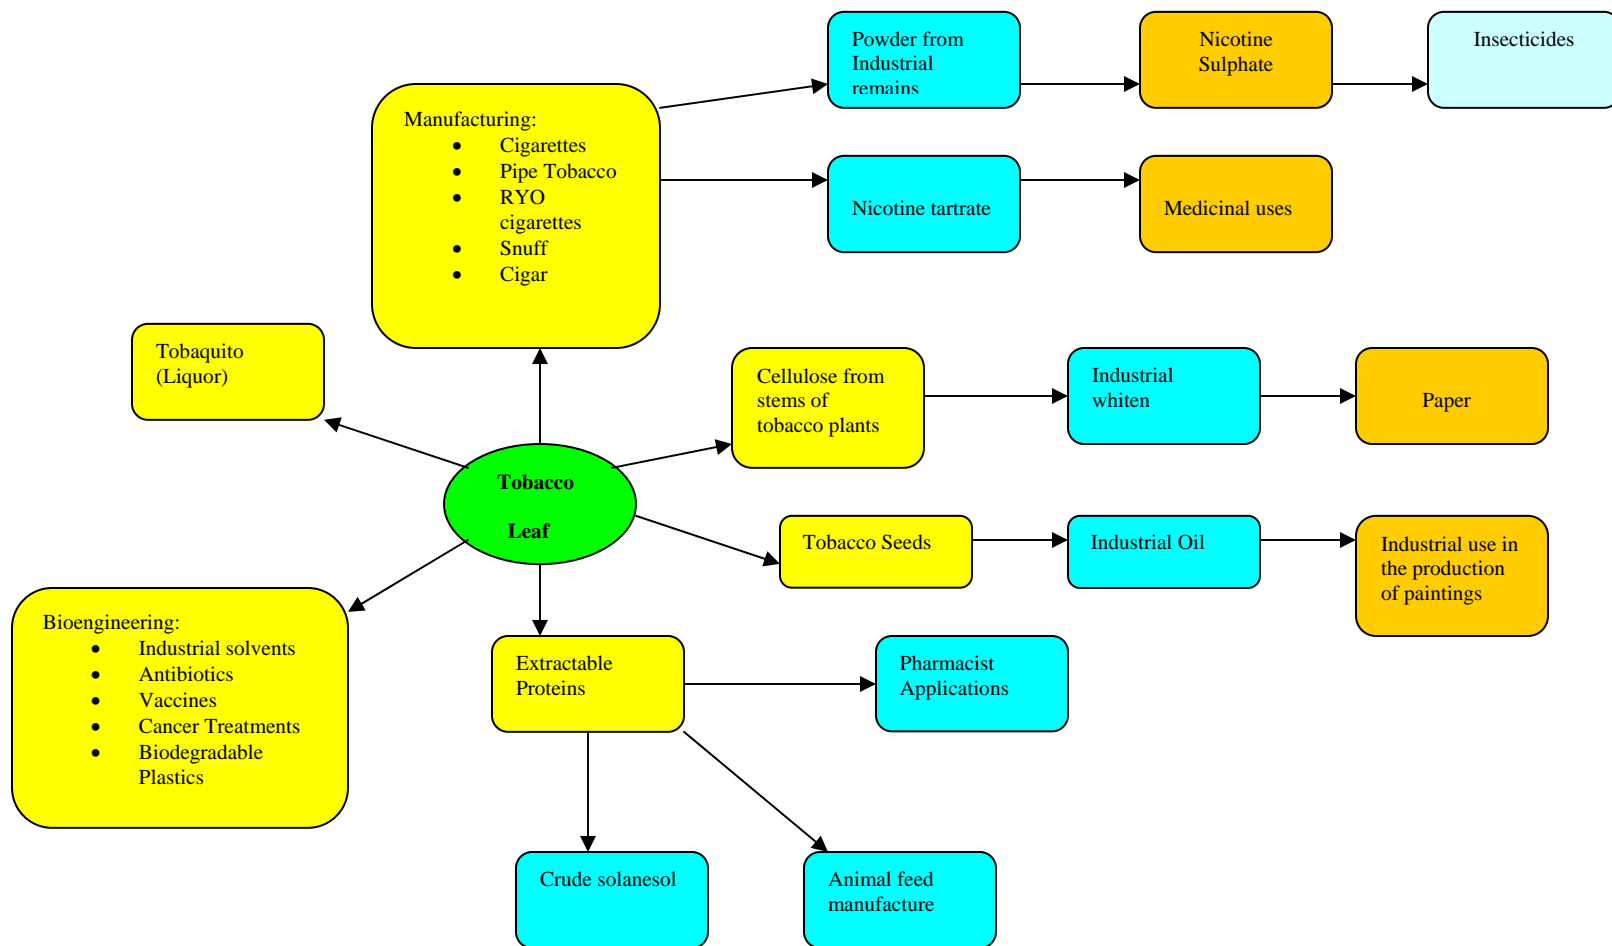 Powder from
Industrial
remains
Nicotine
Sulphate
Insecticides
Manufacturing:
• Cigarettes
• Pipe Tobacco
• RYO
cigarettes
• Snuff
• Cigar
Nicotine tartrate
Medicinal uses
Tobaquito
(Liquor)
Cellulose from
stems of
tobacco plants
Industrial
whiten
Paper
Tobacco
Leaf
Tobacco Seeds
Industrial Oil
Industrial use in
the production
of paintings
Bioengineering:
• Industrial solvents
• Antibiotics
• Vaccines
• Cancer Treatments
• Biodegradable
Plastics
Extractable
Proteins
Pharmacist
Applications
Crude solanesol
Animal feed
manufacture